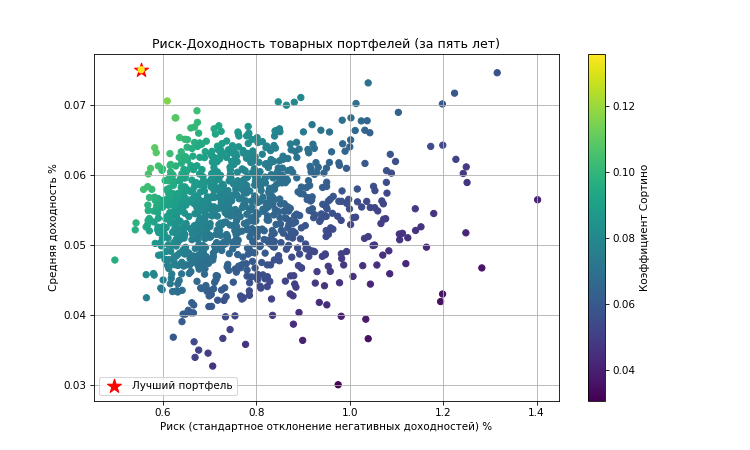 Риск-Доходность товарных портфелей (за пять лет)
Средняя доходность %
0.07
0.06
0.05
0.04
0.03
Лучший портфель
0.6 0.8 1.0 1.2 1.4
Риск (стандартное отклонение негативных доходностей) %
0.12
0.10
0.08
0.06
0.04
Коэффициент Сортино